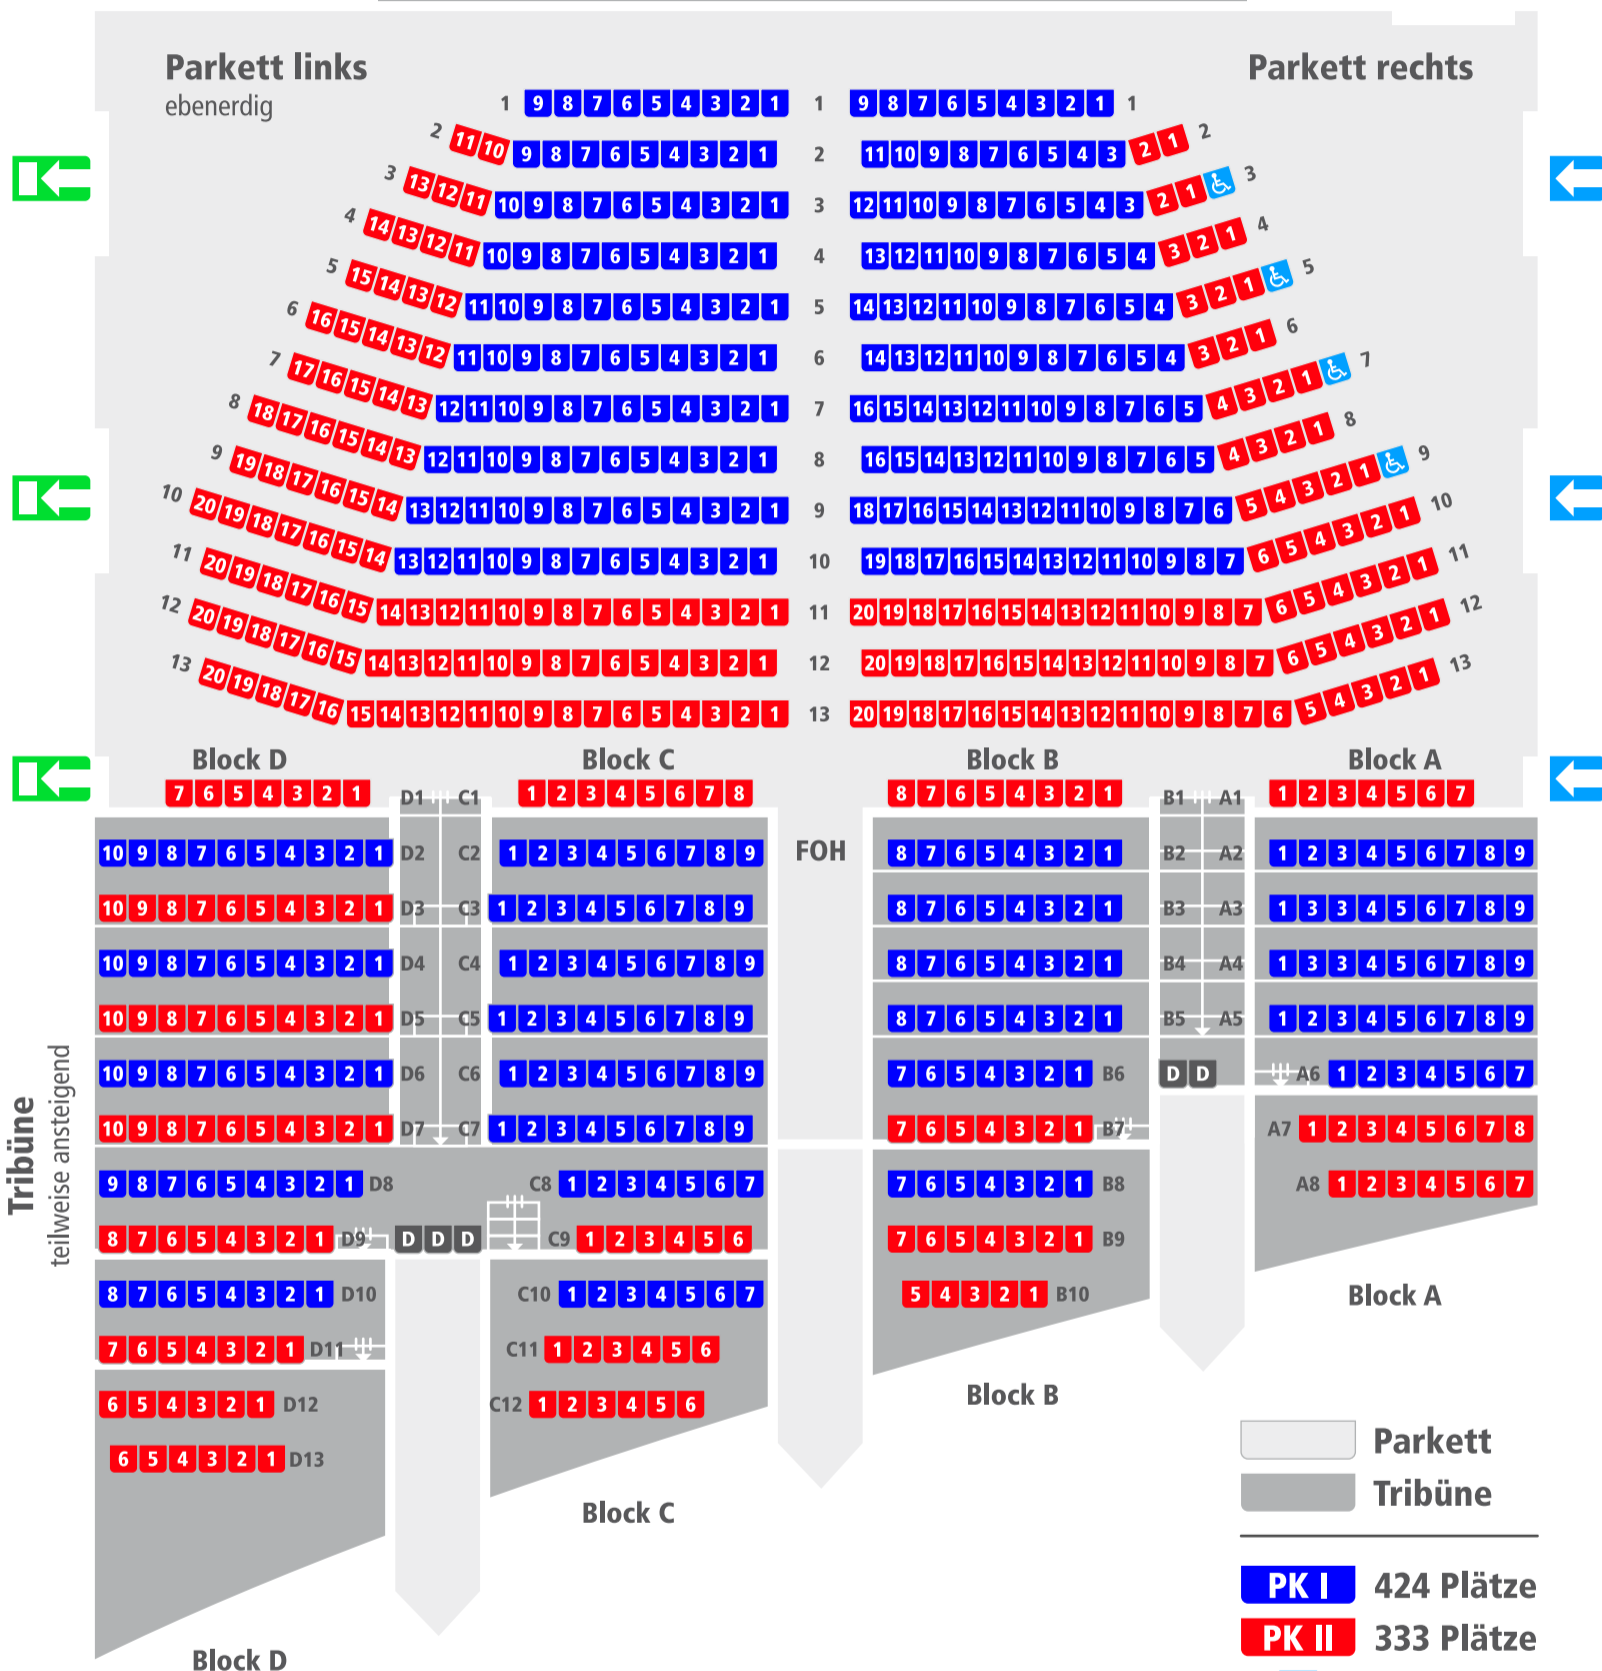 Parkett links Parkett rechts
ebenerdig
1 9 8 7 6 5 4 3 2 1 1 9 8 7 6 5 4 3 2 1 1
2 11 10 9 8 7 6 5 4 3 2 1 2 11 10 9 8 7 6 5 4 3 2 1 2
3 13 12 11 10 9 8 7 6 5 4 3 2 1 3 12 11 10 9 8 7 6 5 4 3 2 1 3
4 14 13 12 11 10 9 8 7 6 5 4 3 2 1 4 13 12 11 10 9 8 7 6 5 4 3 2 1 4
5 15 14 13 12 11 10 9 8 7 6 5 4 3 2 1 5 14 13 12 11 10 9 8 7 6 5 4 3 2 1 5
6 16 15 14 13 12 11 10 9 8 7 6 5 4 3 2 1 6 14 13 12 11 10 9 8 7 6 5 4 3 2 1 6
7 17 16 15 14 13 12 11 10 9 8 7 6 5 4 3 2 1 7 16 15 14 13 12 11 10 9 8 7 6 5 4 3 2 1 7
8 18 17 16 15 14 13 12 11 10 9 8 7 6 5 4 3 2 1 8 16 15 14 13 12 11 10 9 8 7 6 5 4 3 2 1 8
9 19 18 17 16 15 14 13 12 11 10 9 8 7 6 5 4 3 2 1 9 18 17 16 15 14 13 12 11 10 9 8 7 6 5 4 3 2 1 9
10 20 19 18 17 16 15 14 13 12 11 10 9 8 7 6 5 4 3 2 1 10 19 18 17 16 15 14 13 12 11 10 9 8 7 6 5 4 3 2 1 10
11 20 19 18 17 16 15 14 13 12 11 10 9 8 7 6 5 4 3 2 1 11 20 19 18 17 16 15 14 13 12 11 10 9 8 7 6 5 4 3 2 1 11
12 20 19 18 17 16 15 14 13 12 11 10 9 8 7 6 5 4 3 2 1 12 20 19 18 17 16 15 14 13 12 11 10 9 8 7 6 5 4 3 2 1 12
13 20 19 18 17 16 15 14 13 12 11 10 9 8 7 6 5 4 3 2 1 13 20 19 18 17 16 15 14 13 12 11 10 9 8 7 6 5 4 3 2 1 13
Block D Block C Block B Block A
7 6 5 4 3 2 1 D1 C1 1 2 3 4 5 6 7 8 8 7 6 5 4 3 2 1 B1 A1 1 2 3 4 5 6 7
10 9 8 7 6 5 4 3 2 1 D2 C2 1 2 3 4 5 6 7 8 9 FOH 8 7 6 5 4 3 2 1 B2 A2 1 2 3 4 5 6 7 8 9
10 9 8 7 6 5 4 3 2 1 D3 C3 1 2 3 4 5 6 7 8 9 8 7 6 5 4 3 2 1 B3 A3 1 3 3 4 5 6 7 8 9
10 9 8 7 6 5 4 3 2 1 D4 C4 1 2 3 4 5 6 7 8 9 8 7 6 5 4 3 2 1 B4 A4 1 3 3 4 5 6 7 8 9
10 9 8 7 6 5 4 3 2 1 D5 C5 1 2 3 4 5 6 7 8 9 8 7 6 5 4 3 2 1 B5 A5 1 2 3 4 5 6 7 8 9
10 9 8 7 6 5 4 3 2 1 D6 C6 1 2 3 4 5 6 7 8 9 7 6 5 4 3 2 1 B6 D D A6 1 2 3 4 5 6 7
10 9 8 7 6 5 4 3 2 1 D7 C7 1 2 3 4 5 6 7 8 9 7 6 5 4 3 2 1 B7 A7 1 2 3 4 5 6 7 8
9 8 7 6 5 4 3 2 1 D8 C8 1 2 3 4 5 6 7 7 6 5 4 3 2 1 B8 A8 1 2 3 4 5 6 7
8 7 6 5 4 3 2 1 D9 D D D C9 1 2 3 4 5 6 7 6 5 4 3 2 1 B9
8 7 6 5 4 3 2 1 D10 C10 1 2 3 4 5 6 7 5 4 3 2 1 B10 Block A
7 6 5 4 3 2 1 D11 C11 1 2 3 4 5 6
6 5 4 3 2 1 D12 C12 1 2 3 4 5 6 Block B
6 5 4 3 2 1 D13
Tribüne
teilweise ansteigend
Block C
Block D
Parkett
Tribüne
PK I 424 Plätze
PK II 333 Plätze